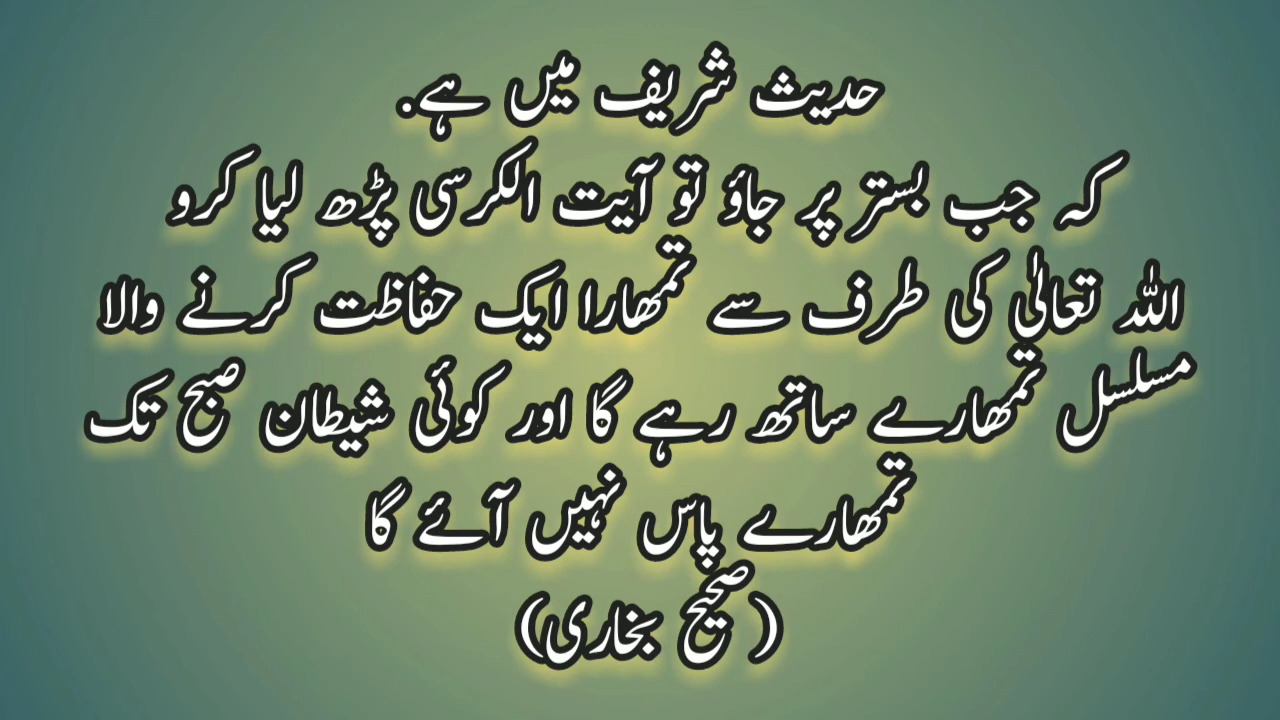 حدیث شریف میں ہے.
کہ جب بستر پر جاؤ تو آیت الکرسی پڑھ لیا کرو
اللہ تعالٰی کی طرف سے تمھارا ایک حفاظت کرنے والا
مسلسل تمھارے ساتھ رہے گا اور کوئی شیطان صبح تک
تمھارے پاس نہیں آئے گا
(صحیح بخاری)